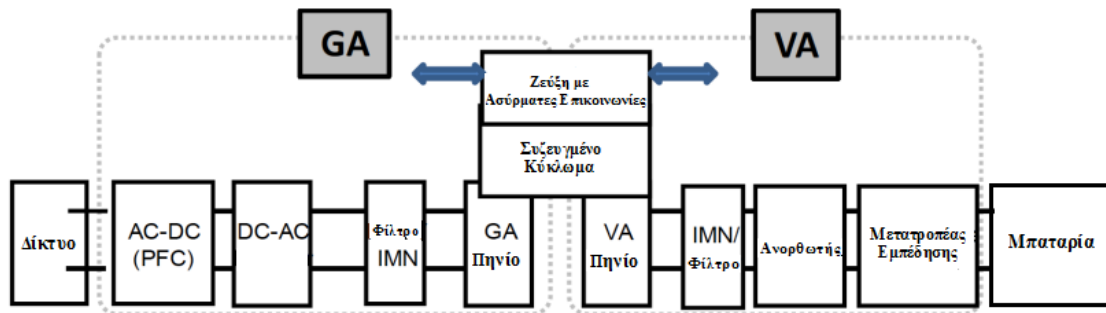 GA
VA
Ζεύξη με
Ασύρματες Επικοινωνίες
Συζευγμένο
Κύκλωμα
Δίκτυο
AC-DC
(PFC)
DC-AC
Φίλτρο
IMN
GA
Πηνίο
VA
Πηνίο
IMN/
Φίλτρο
Ανορθωτής
Μετατροπέας
Εμπέδησης
Μπαταρία